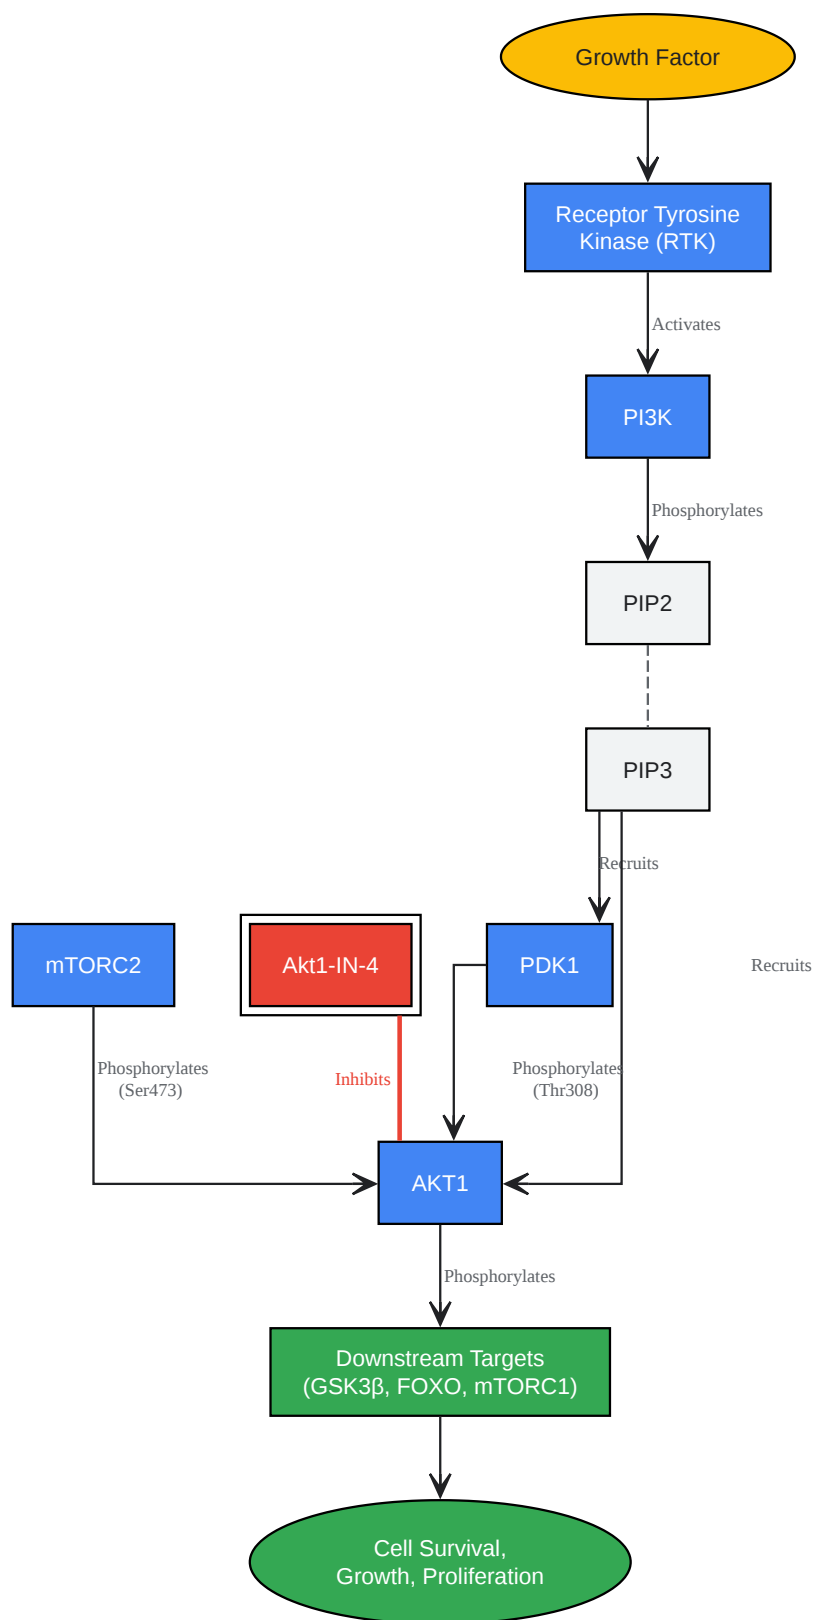 Growth Factor
Receptor Tyrosine
Kinase (RTK)
Activates
PI3K
Phosphorylates
PIP2
PIP3
Recruits
mTORC2
Akt1-IN-4
PDK1
Recruits
Phosphorylates
(Ser473)
Inhibits
Phosphorylates
(Thr308)
AKT1
Phosphorylates
Downstream Targets
(GSK3β, FOXO, mTORC1)
Cell Survival,
Growth, Proliferation